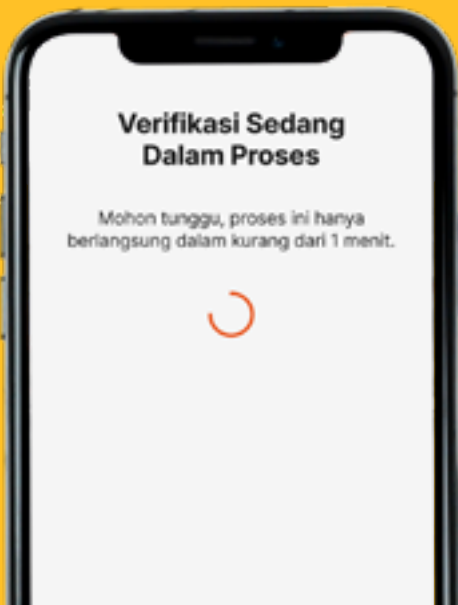 Verifikasi Sedang
Dalam Proses
Mohon tunggu, proses ini hanya
berlangsung dalam kurang dari 1 menit.